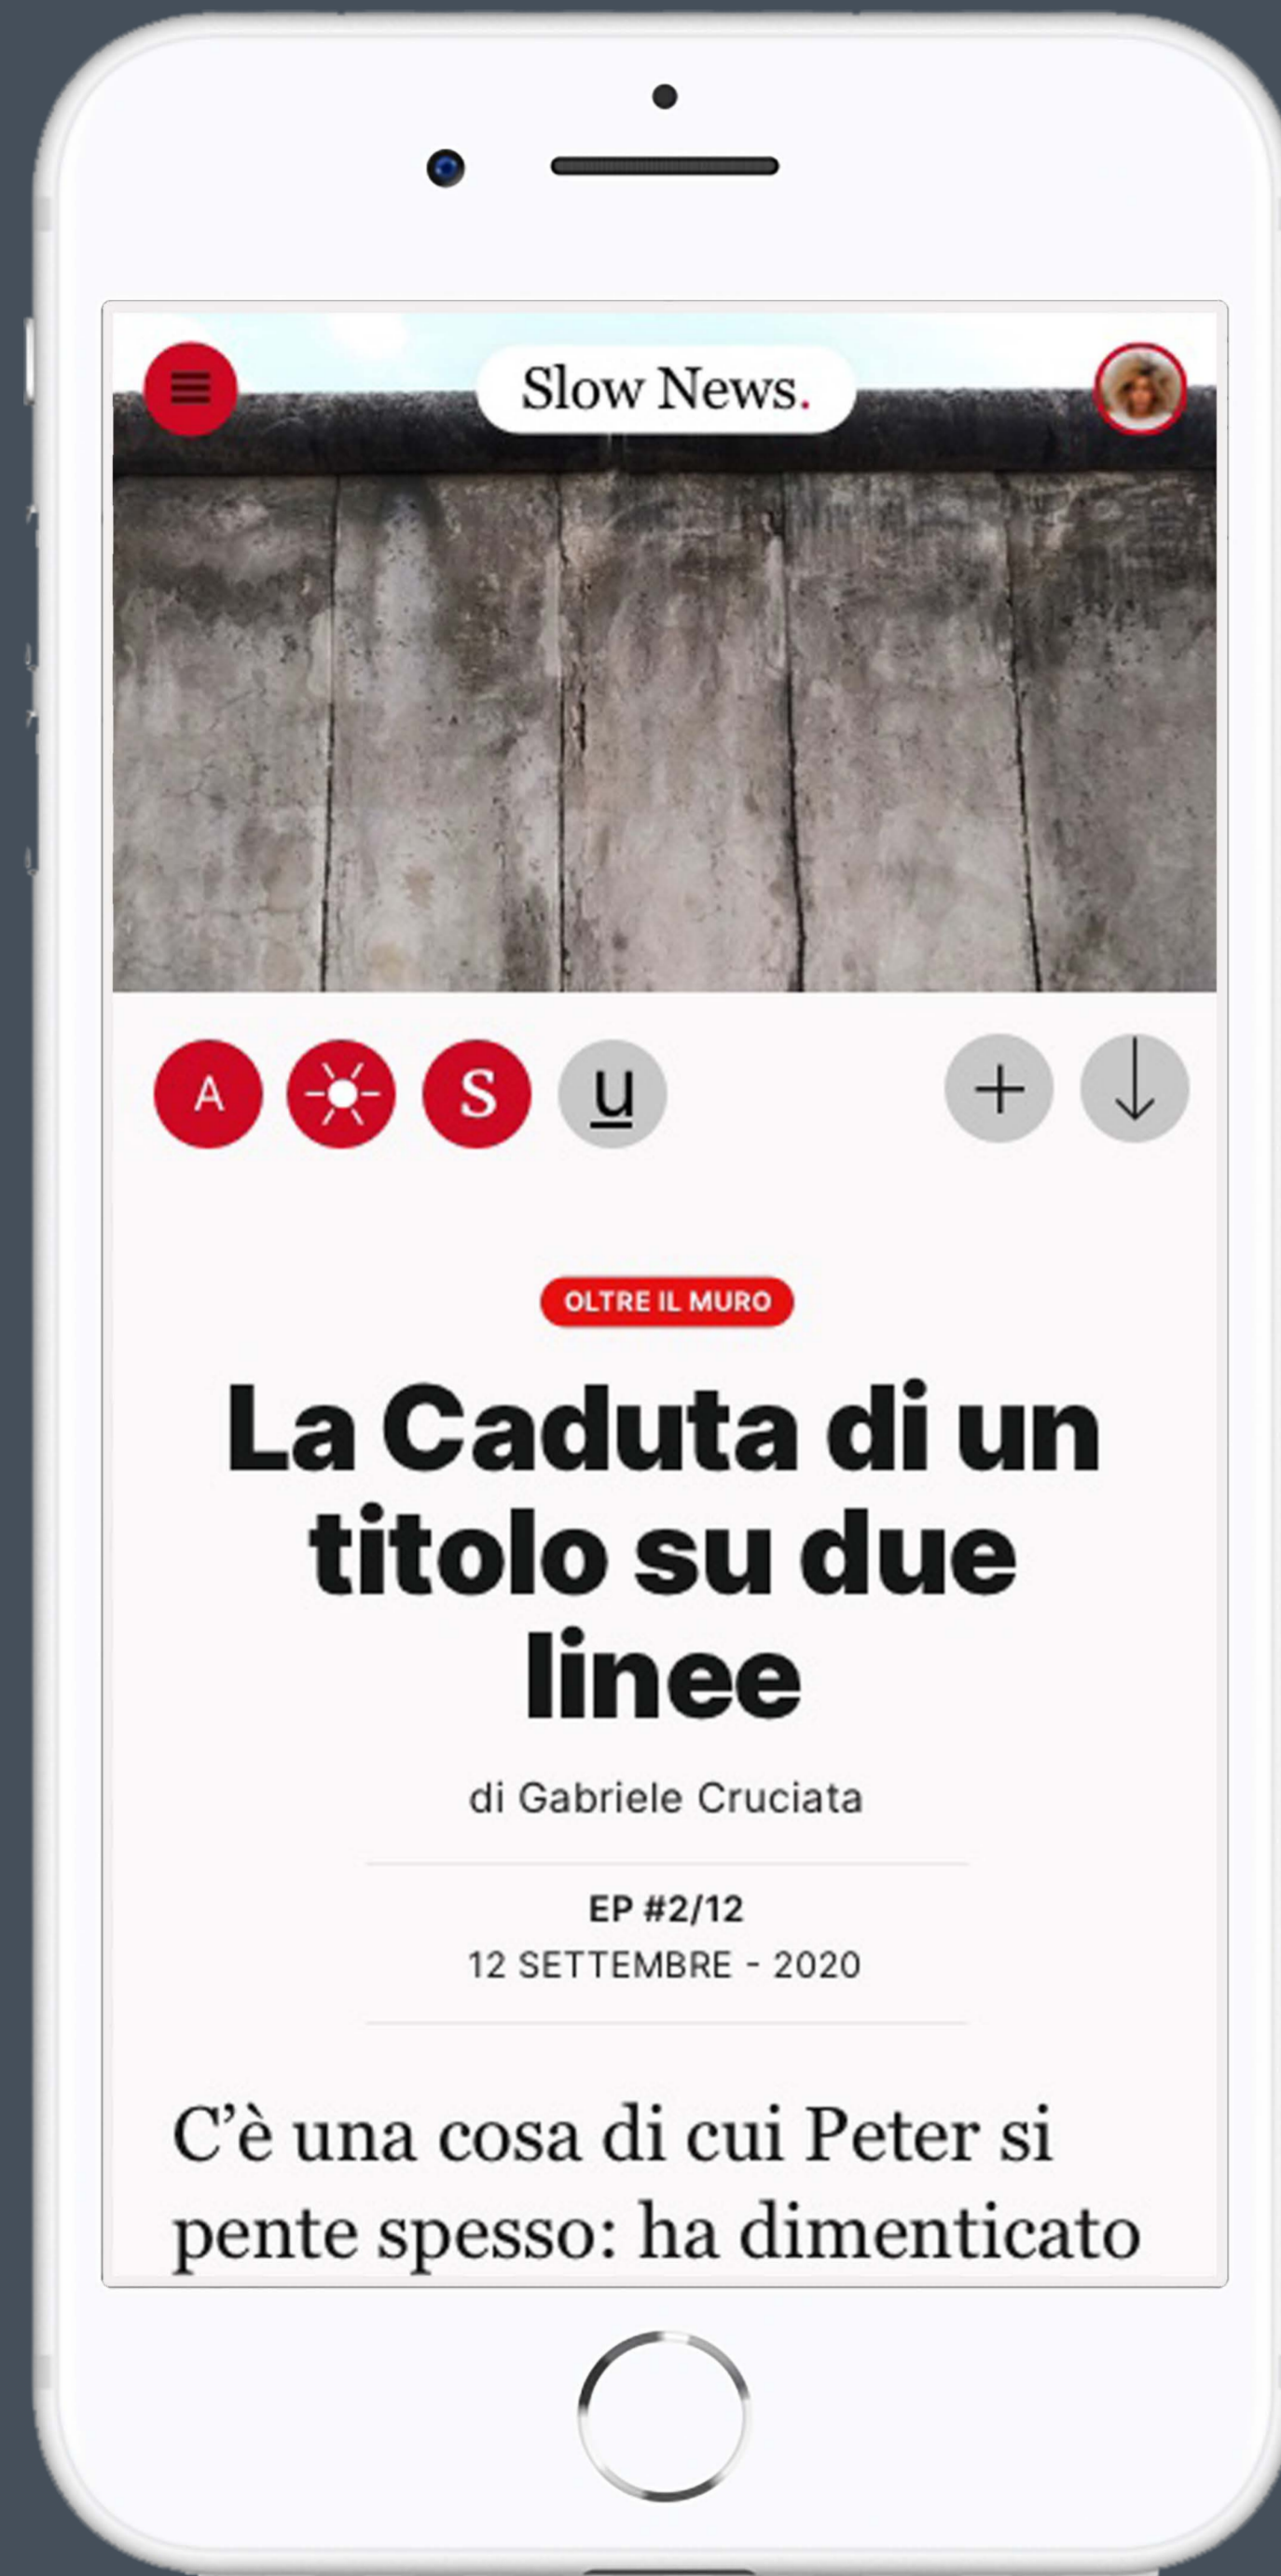 Slow News.
A S u
OLTRE IL MURO
La Caduta di un
titolo su due
linee
di Gabriele Cruciata
EP #2/12
12 SETTEMBRE - 2020
C’è una cosa di cui Peter si
pente spesso: ha dimenticato